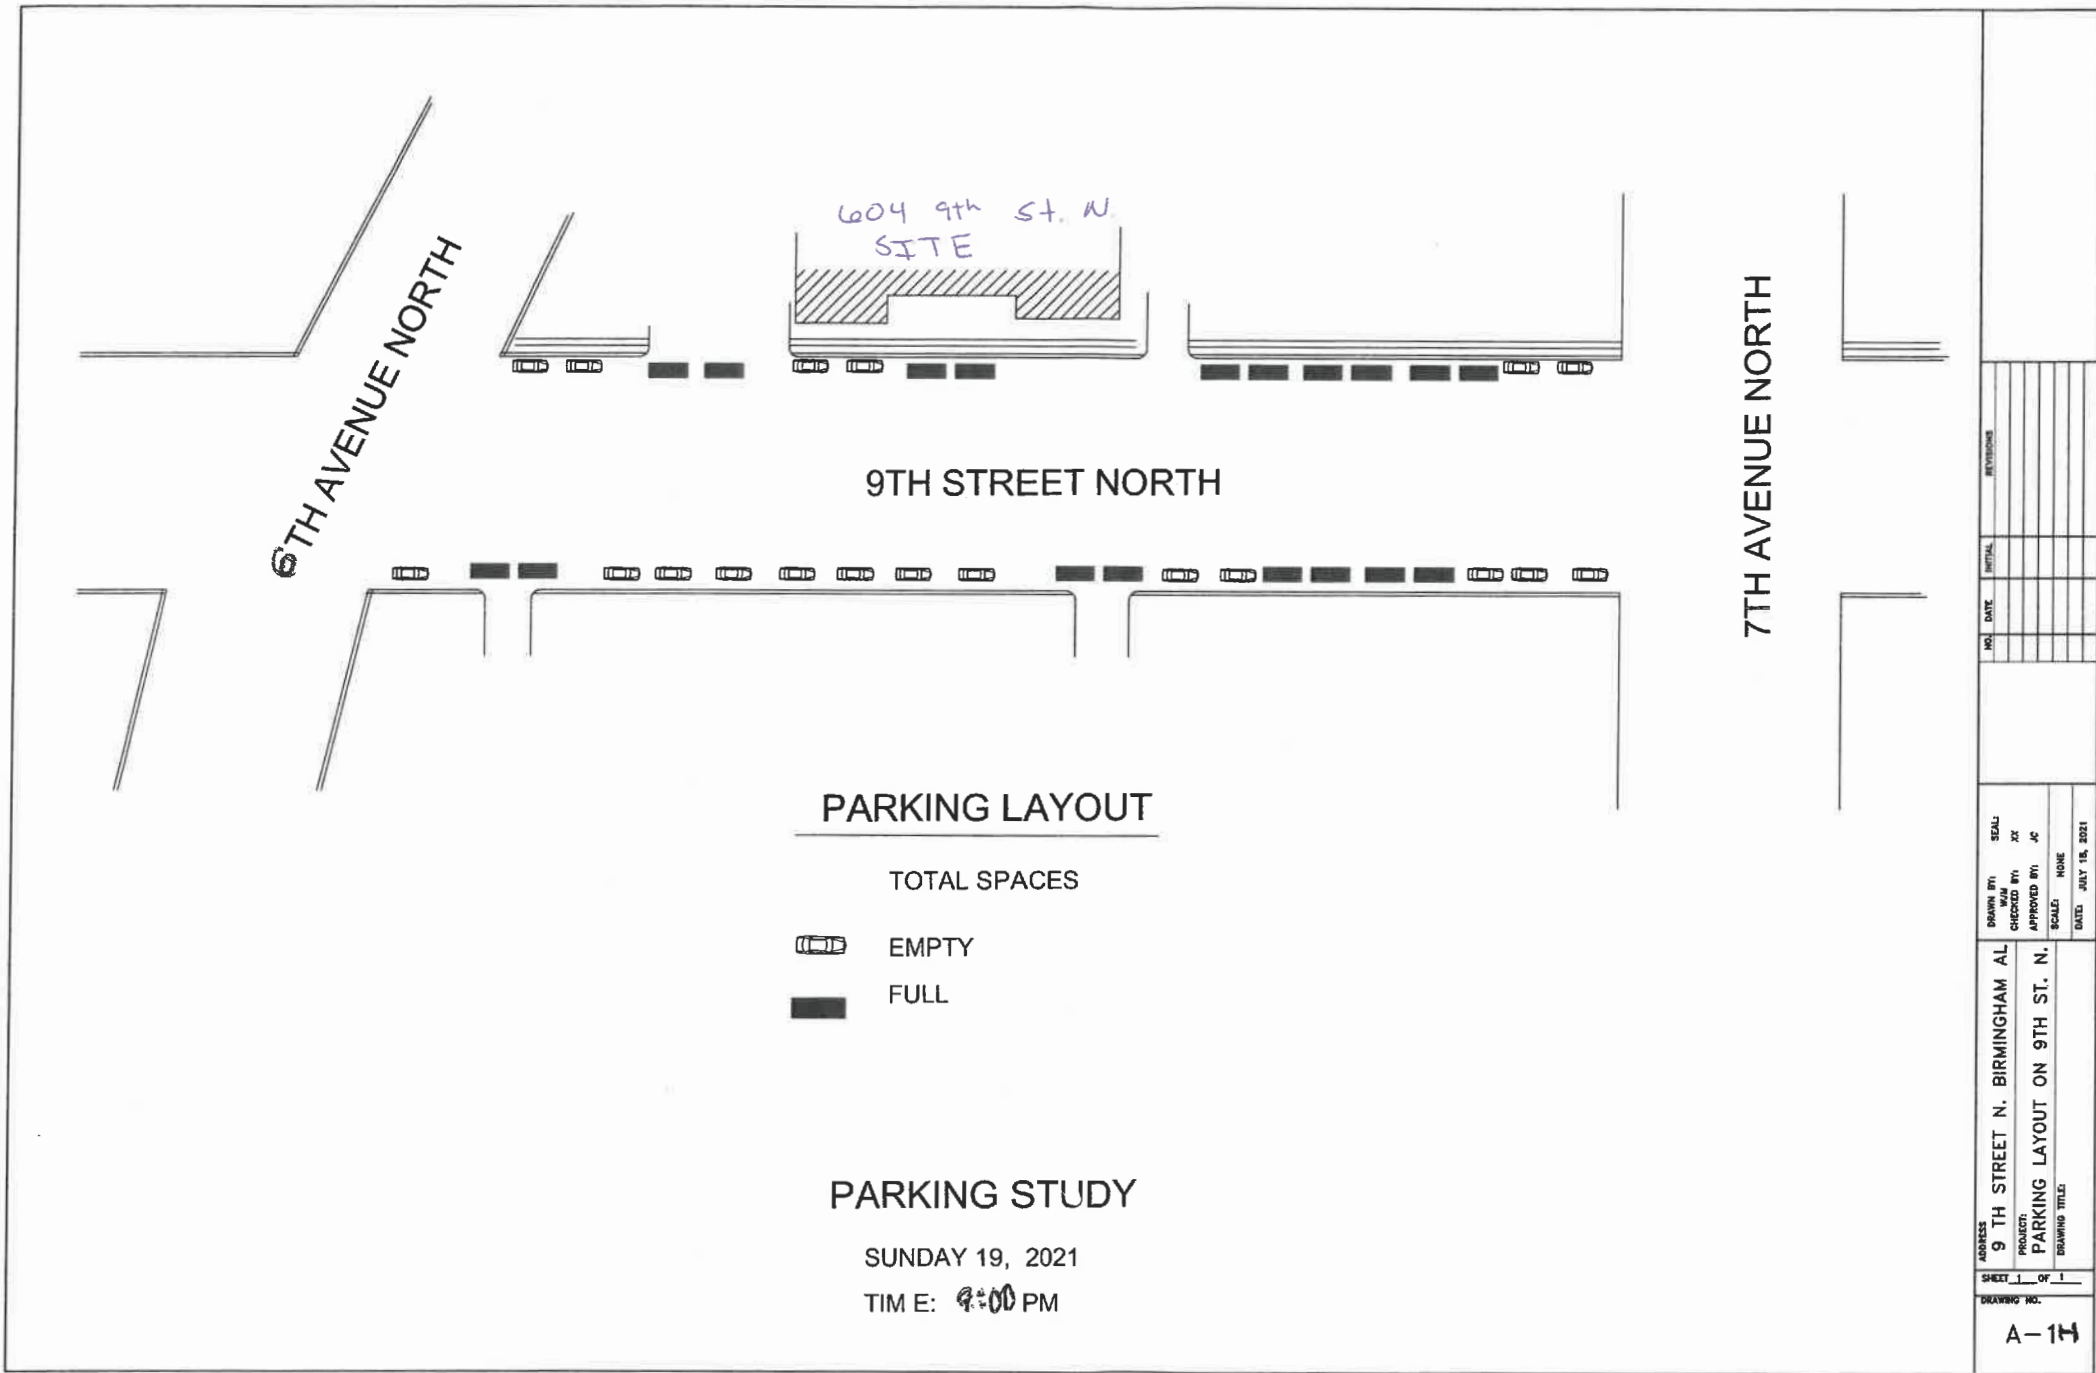 604 9th St. N.
SITE
6TH AVENUE NORTH
9TH STREET NORTH
7TH AVENUE NORTH
PARKING LAYOUT
TOTAL SPACES
EMPTY
FULL
PARKING STUDY
SUNDAY 19, 2021
TIM E: 9:00 PM
NO. DATE INITIAL REVISIONS
DRAWN BY: SEAL:
WJM
CHECKED BY: XX
APPROVED BY: JC
SCALE: NONE
DATE: JULY 15, 2021
ADDRESS
9 TH STREET N. BIRMINGHAM AL
PROJECT:
PARKING LAYOUT ON 9TH ST. N.
DRAWING TITLE:
SHEET 1 OF 1
DRAWING NO.